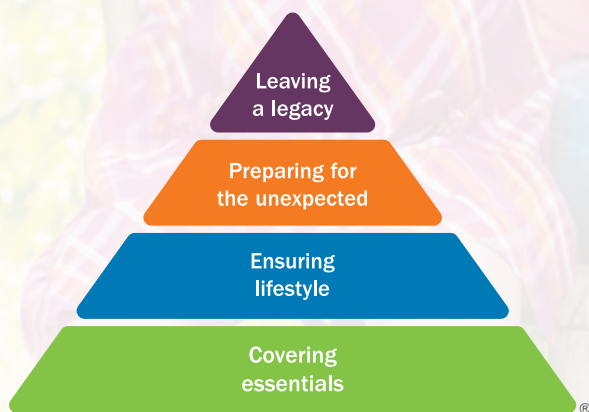 Leaving
a legacy
Preparing for
the unexpected
Ensuring
lifestyle
Covering
essentials
®